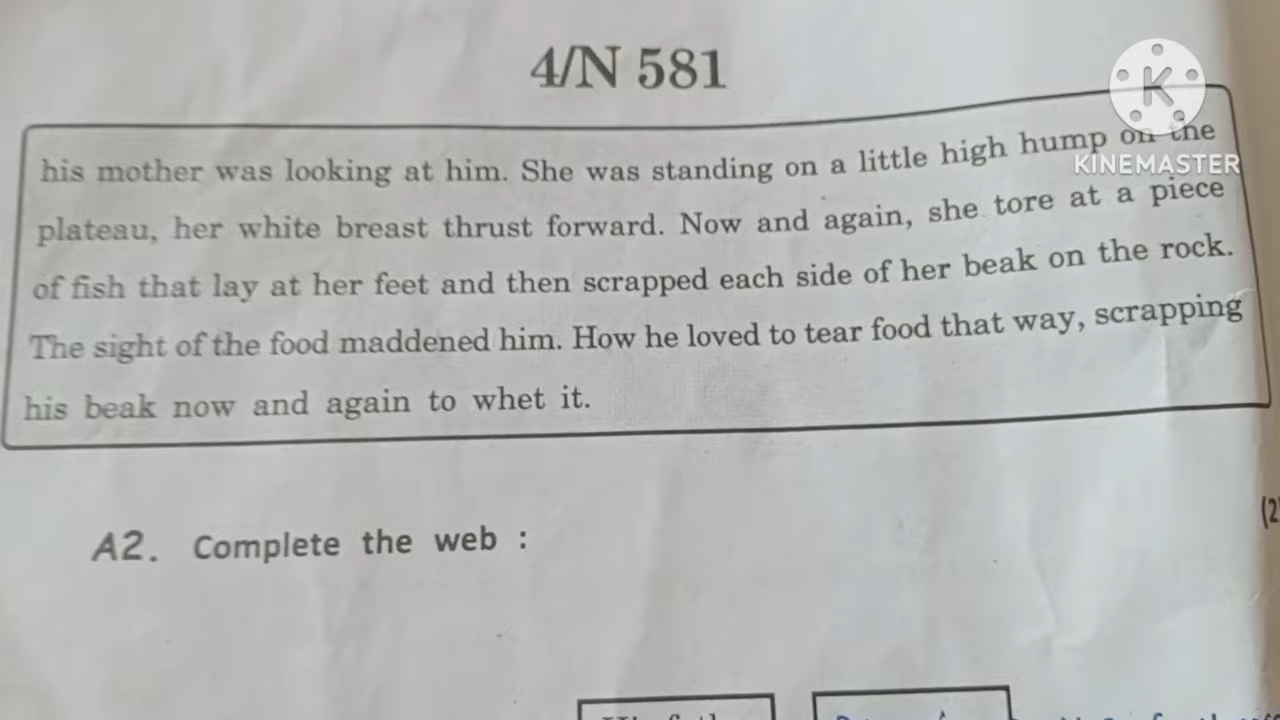 4/N 581
K
KINEMASTER
his mother was looking at him. She was standing on a little high hump on the
plateau, her white breast thrust forward. Now and again, she tore at a piece
of fish that lay at her feet and then scrapped each side of her beak on the rock.
The sight of the food maddened him. How he loved to tear food that way, scrapping
his beak now and again to whet it.
(2
A2. Complete the web :